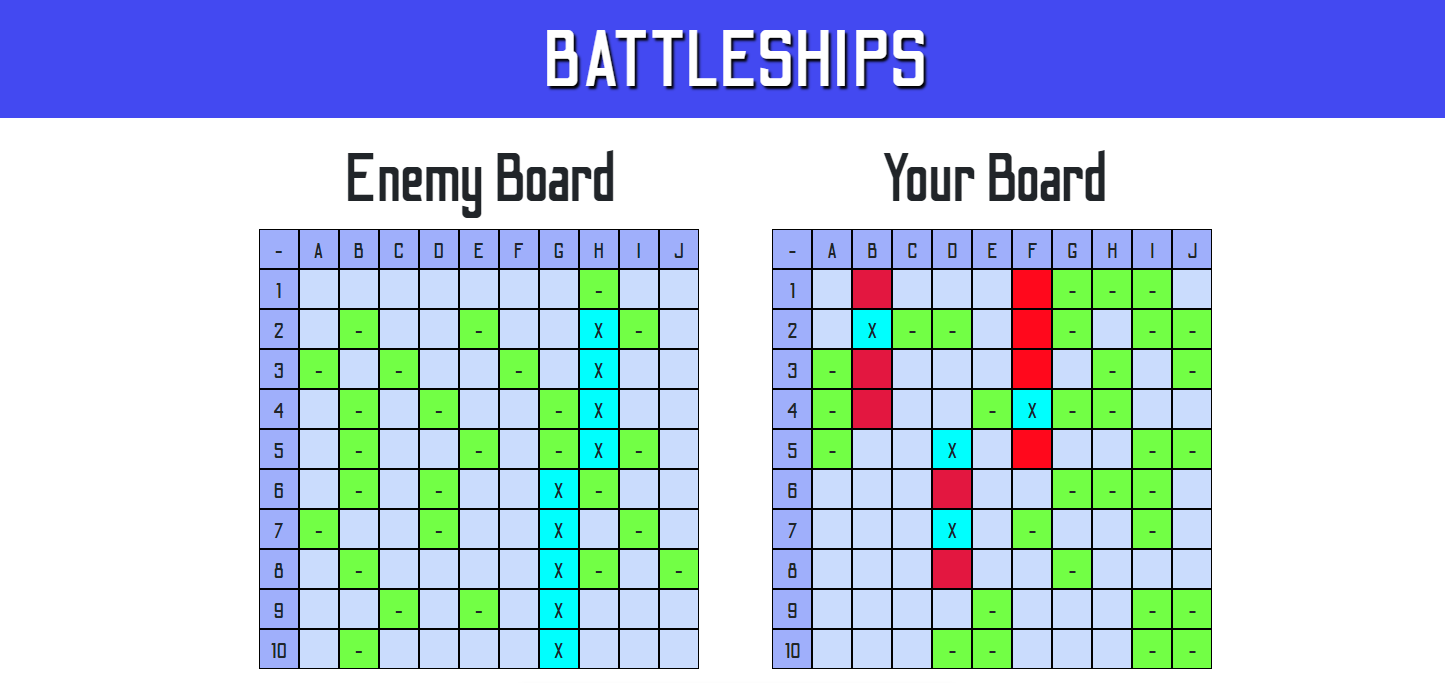 BATTLESHIPS
Enemy Board Your Board
- A B C D E F G H I J - A B C D E F G H I J
1 - 1 - - -
2 - - X - 2 X - - - - -
3 - - - X 3 - - -
4 - - - X 4 - - X - -
5 - - - X - 5 - X - -
6 - - X - 6 - - -
7 - - X - 7 X - -
8 - X - - 8 -
9 - - X 9 - - -
10 - X 10 - - - -